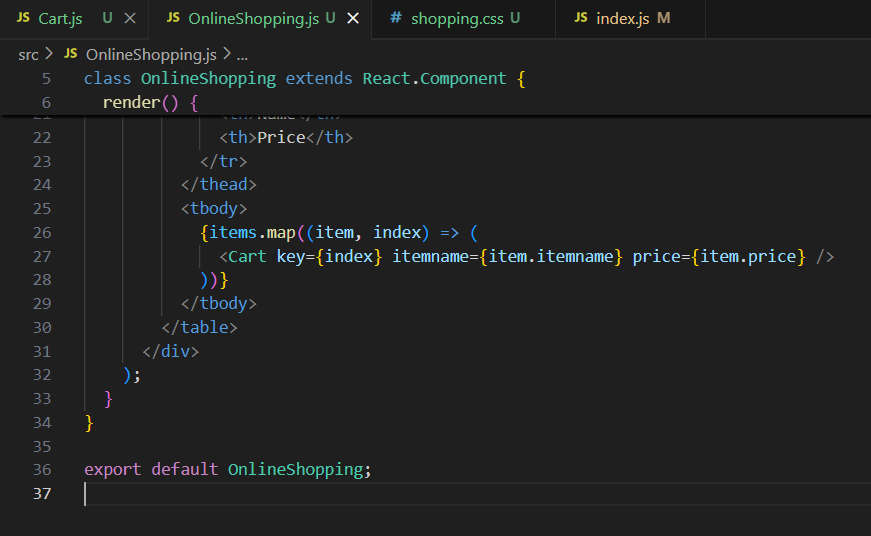 JS Cart.js U × JS OnlineShopping.js U × # shopping.css U JS index.js M
src > JS OnlineShopping.js > ...
5 class OnlineShopping extends React.Component {
6 render() {
21 <th>Name</th>
22 <th>Price</th>
23 </tr>
24 </thead>
25 <tbody>
26 {items.map((item, index) => (
27 <Cart key={index} itemname={item.itemname} price={item.price} />
28 ))}
29 </tbody>
30 </table>
31 </div>
32 );
33 }
34 }
35
36 export default OnlineShopping;
37